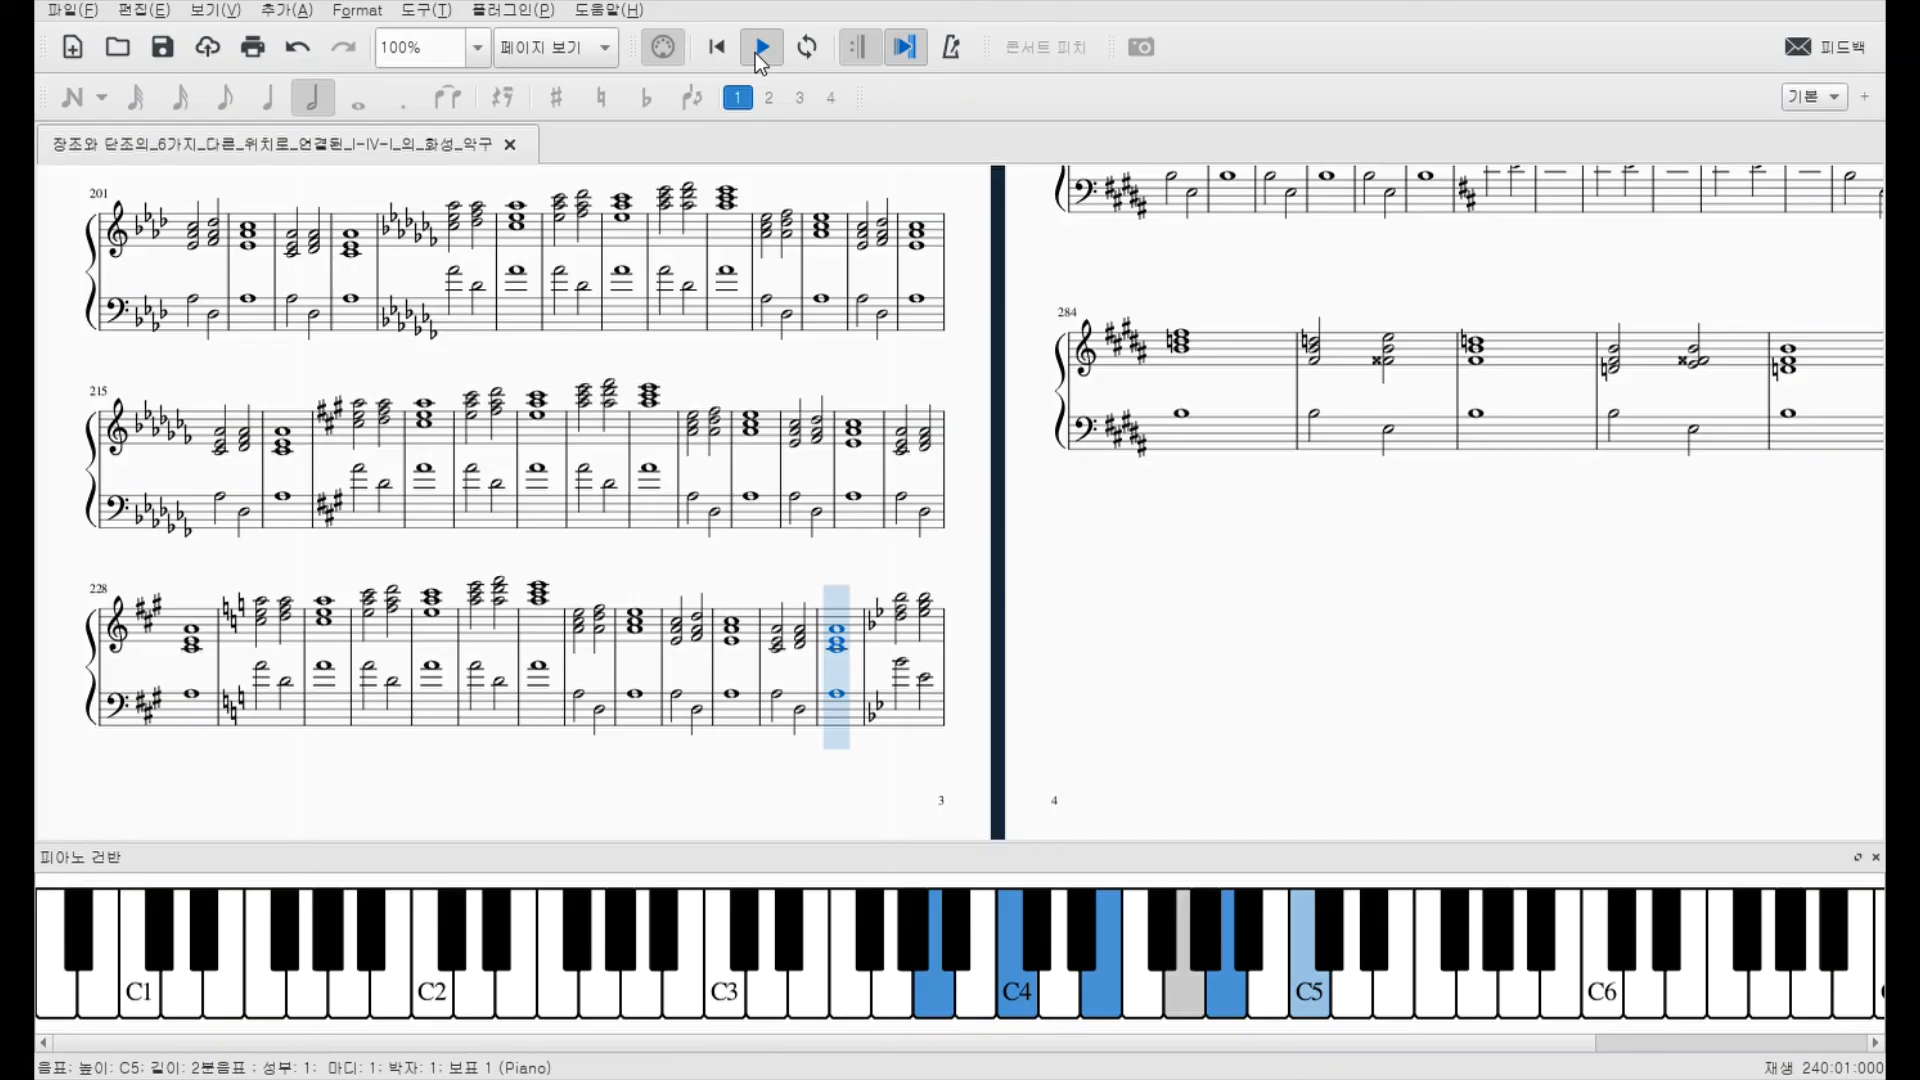 파일(F) 편집(E) 보기(V) 추가(A) Format 도구(T) 플러그인(P) 도움말(H)
100% 페이지 보기 콘서트 피치 피드백
1 2 3 4 기본 +
장조와 단조의_6가지_다른_위치로_연결된_I-IV-I_의_화성_악구
201
284
215
228
3
4
피아노 건반
C1 C2 C3 C4 C5 C6
음표; 높이: C5; 길이: 2분음표 ; 성부: 1; 마디: 1; 박자: 1; 보표 1 (Piano)
재생 240:01:000